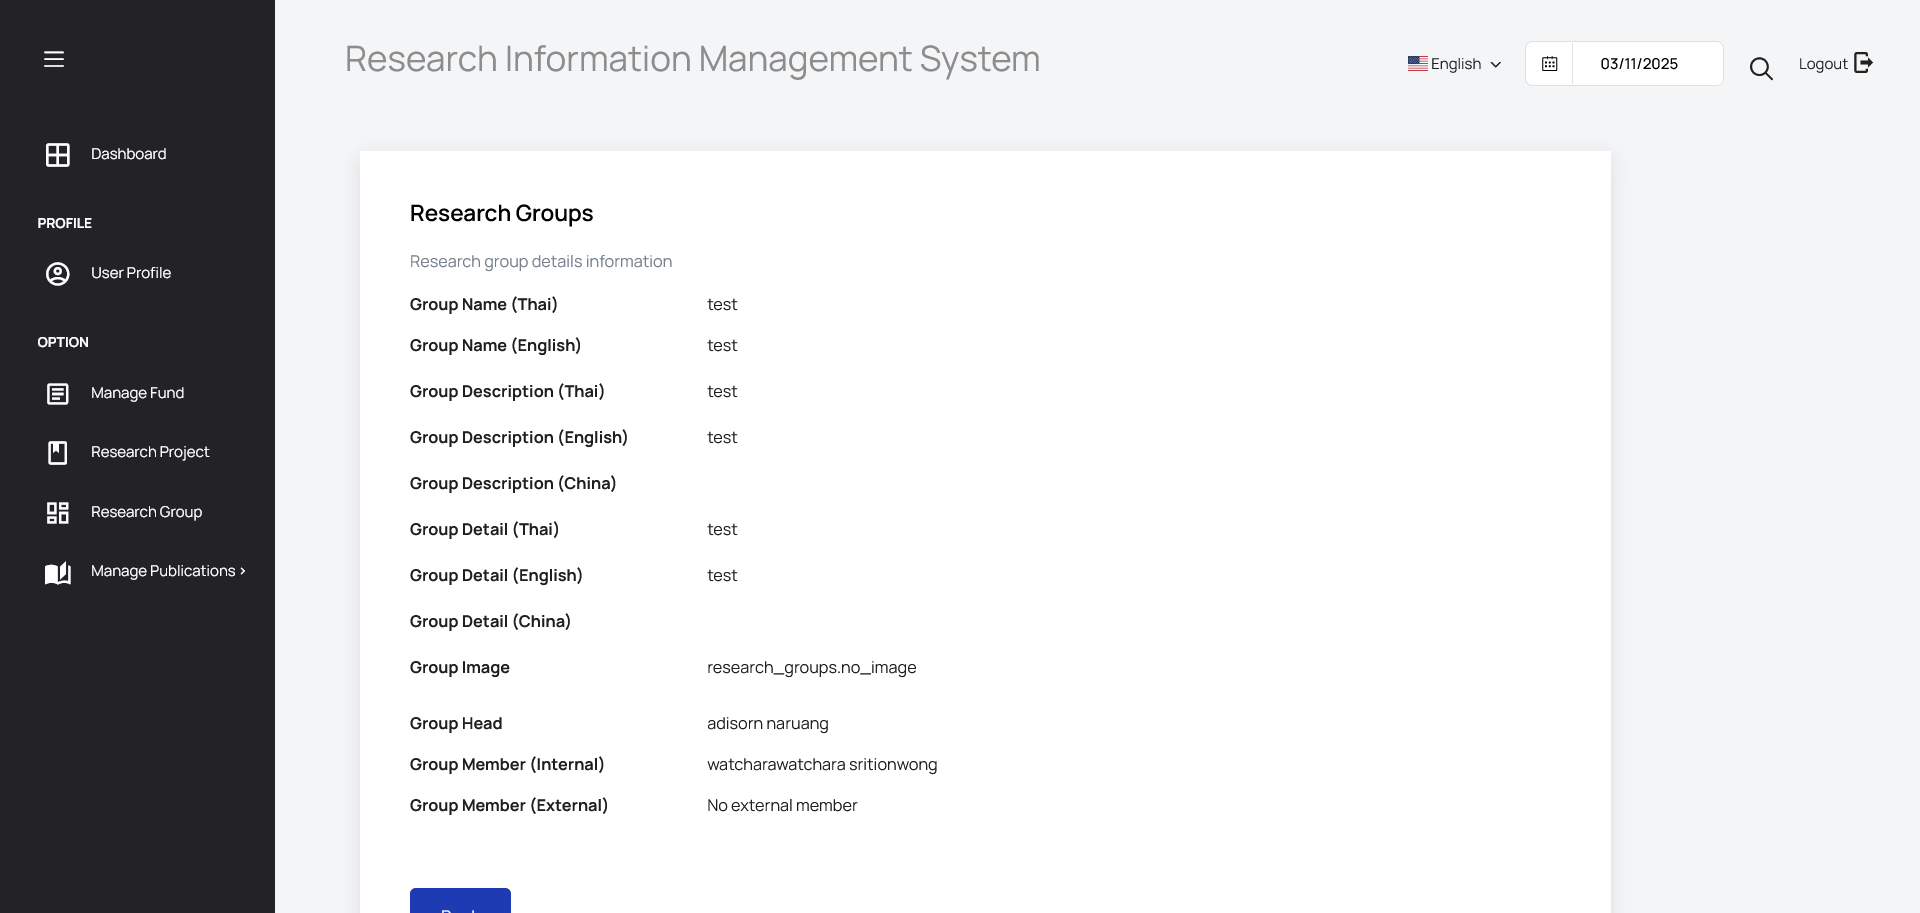 Research Information Management System
English
03/11/2025
Logout
Dashboard
PROFILE
User Profile
OPTION
Manage Fund
Research Project
Research Group
Manage Publications ›
Research Groups
Research group details information
Group Name (Thai) test
Group Name (English) test
Group Description (Thai) test
Group Description (English) test
Group Description (China)
Group Detail (Thai) test
Group Detail (English) test
Group Detail (China)
Group Image research_groups.no_image
Group Head adisorn naruang
Group Member (Internal) watcharawatchara sritionwong
Group Member (External) No external member